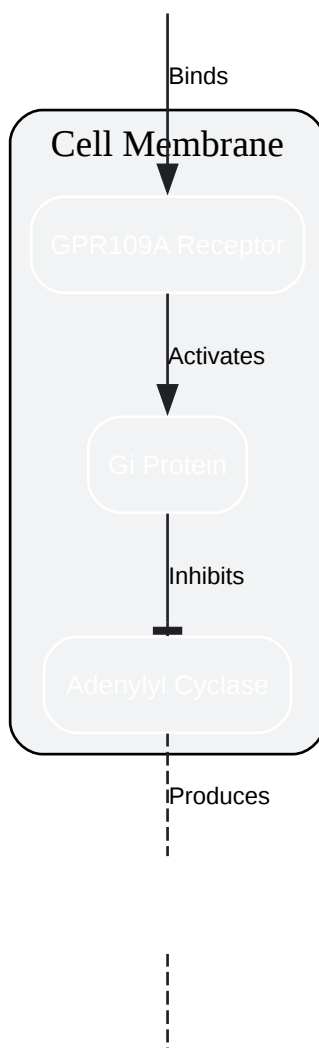 Binds
Cell Membrane
GPR109A Receptor
Activates
Gi Protein
Inhibits
Adenylyl Cyclase
Produces